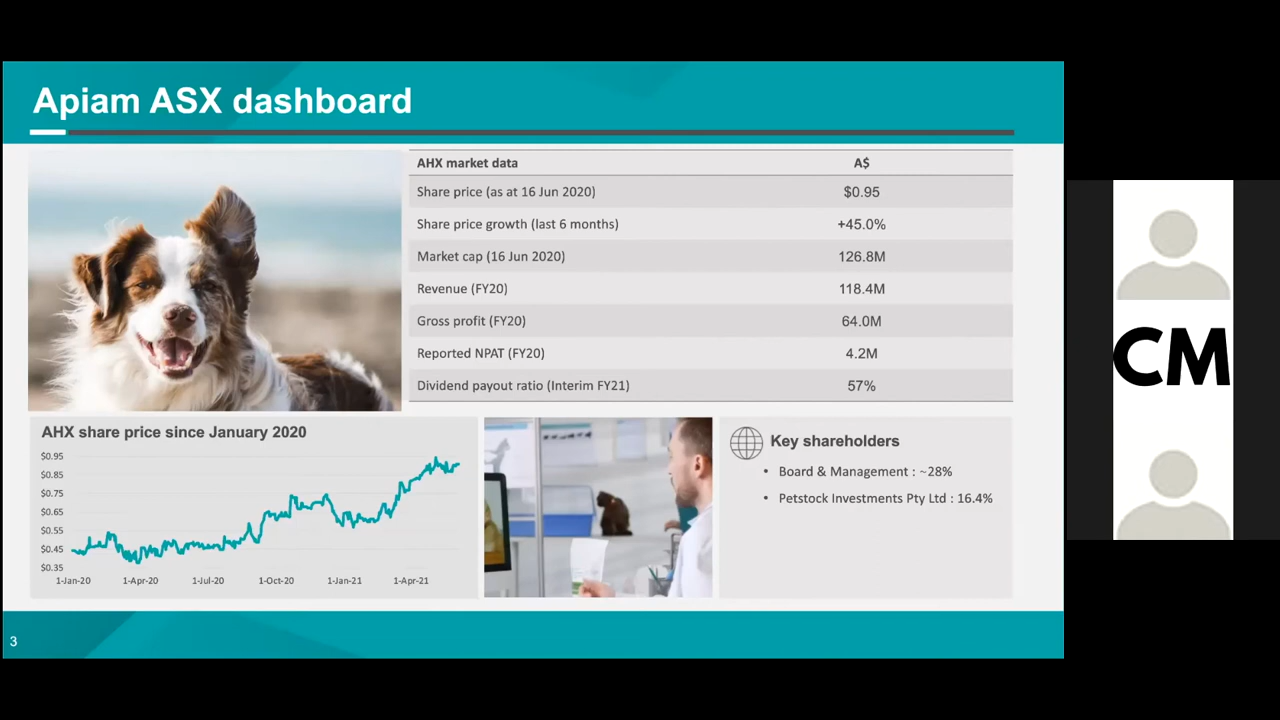 Apiam ASX dashboard
AHX market data A$
Share price (as at 16 Jun 2020) $0.95
Share price growth (last 6 months) +45.0%
Market cap (16 Jun 2020) 126.8M
Revenue (FY20) 118.4M
Gross profit (FY20) 64.0M
Reported NPAT (FY20) 4.2M
Dividend payout ratio (Interim FY21) 57%
AHX share price since January 2020
$0.95
$0.85
$0.75
$0.65
$0.55
$0.45
$0.35
1-Jan-20 1-Apr-20 1-Jul-20 1-Oct-20 1-Jan-21 1-Apr-21
Key shareholders
• Board & Management : ~28%
• Petstock Investments Pty Ltd : 16.4%
3
CM